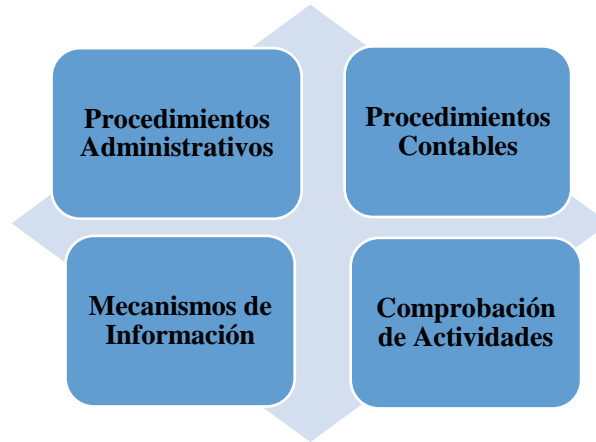 Procedimientos
Administrativos
Procedimientos
Contables
Mecanismos de
Información
Comprobación
de Actividades